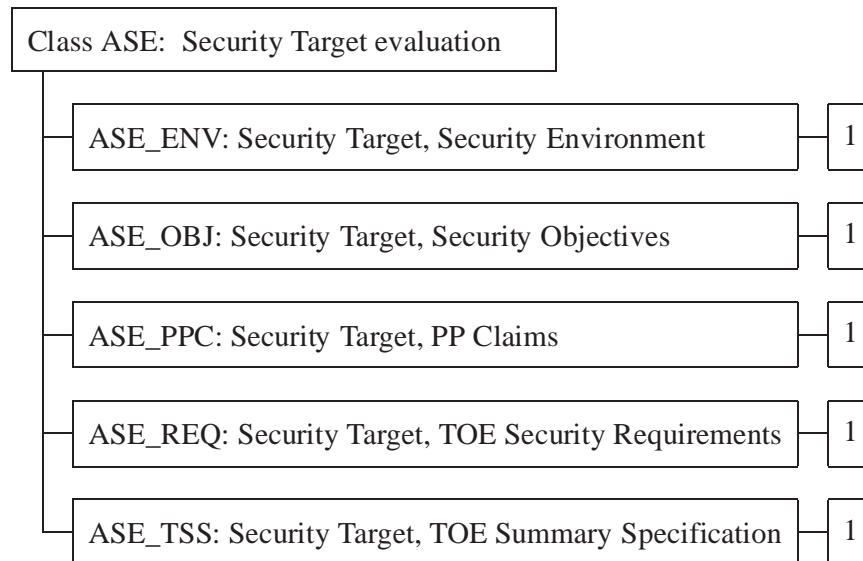 Class ASE:  Security Target evaluation
ASE_ENV: Security Target, Security Environment 1
ASE_OBJ: Security Target, Security Objectives 1
ASE_PPC: Security Target, PP Claims 1
ASE_REQ: Security Target, TOE Security Requirements 1
ASE_TSS: Security Target, TOE Summary Specification 1